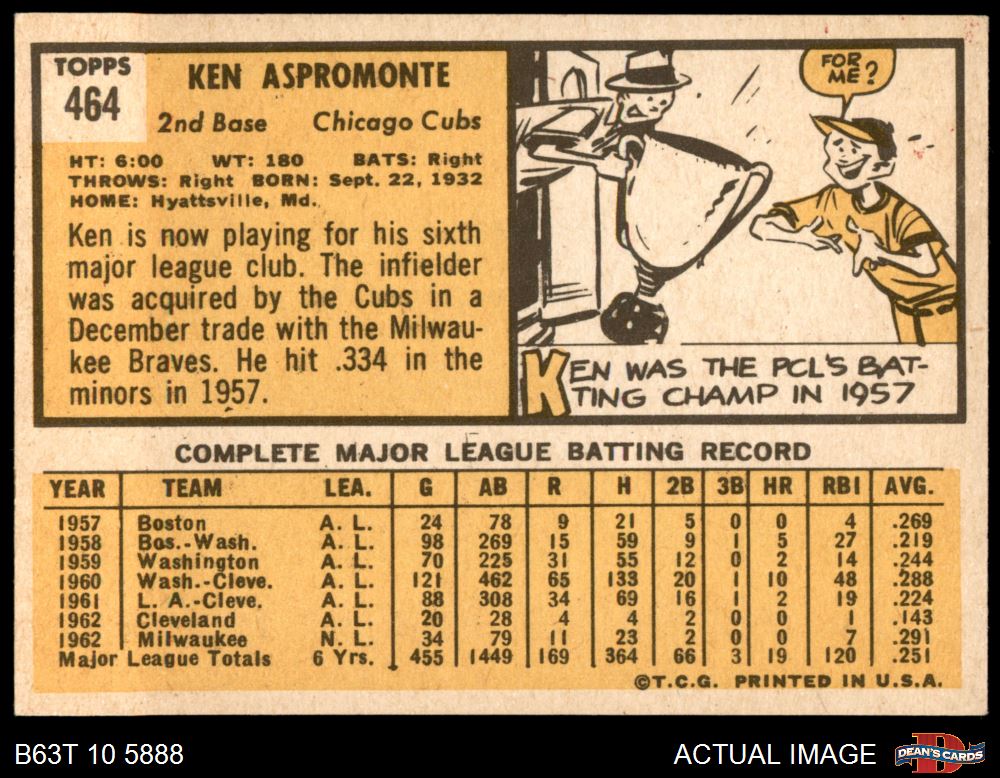 TOPPS
464
KEN ASPROMONTE
2nd Base Chicago Cubs
HT: 6:00 WT: 180 BATS: Right
THROWS: Right BORN: Sept. 22, 1932
HOME: Hyattsville, Md.
Ken is now playing for his sixth
major league club. The infielder
was acquired by the Cubs in a
December trade with the Milwau-
kee Braves. He hit .334 in the
minors in 1957.
FOR
ME?
KEN WAS THE PCL'S BAT-
TING CHAMP IN 1957
COMPLETE MAJOR LEAGUE BATTING RECORD
YEAR TEAM LEA. G AB R H 2B 3B HR RBI AVG.
1957 Boston A. L. 24 78 9 21 5 0 0 4 .269
1958 Bos.-Wash. A. L. 98 269 15 59 9 1 5 27 .219
1959 Washington A. L. 70 225 31 55 12 0 2 14 .244
1960 Wash.-Cleve. A. L. 121 462 65 133 20 1 10 48 .288
1961 L. A.-Cleve. A. L. 88 308 34 69 16 1 2 19 .224
1962 Cleveland A. L. 20 28 4 4 2 0 0 1 .143
1962 Milwaukee N. L. 34 79 11 23 2 0 0 7 .291
Major League Totals 6 Yrs. 455 1449 169 364 66 3 19 120 .251
©T.C.G. PRINTED IN U.S.A.
B63T 10 5888
ACTUAL IMAGE
DEAN'S CARDS